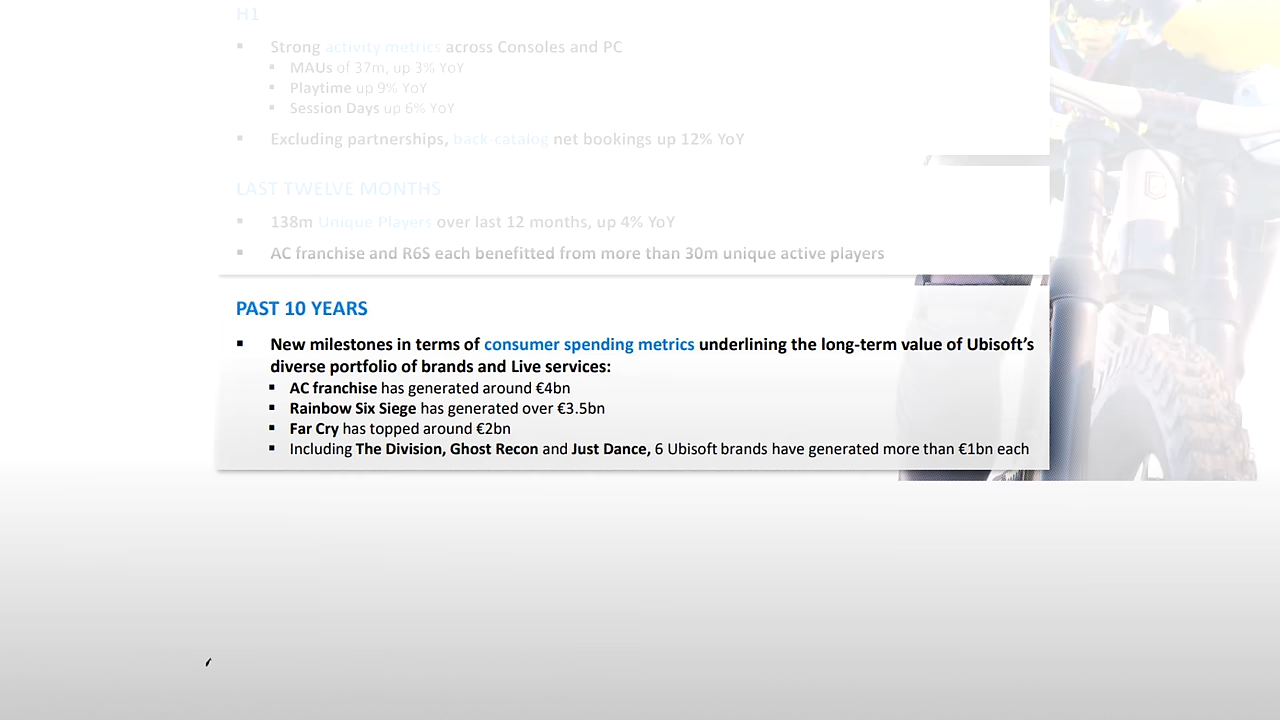 H1
▪ Strong activity metrics across Consoles and PC
▪ MAUs of 37m, up 3% YoY
▪ Playtime up 9% YoY
▪ Session Days up 6% YoY
▪ Excluding partnerships, back-catalog net bookings up 12% YoY
LAST TWELVE MONTHS
▪ 138m Unique Players over last 12 months, up 4% YoY
▪ AC franchise and R6S each benefitted from more than 30m unique active players
PAST 10 YEARS
▪ New milestones in terms of consumer spending metrics underlining the long-term value of Ubisoft’s
diverse portfolio of brands and Live services:
▪ AC franchise has generated around €4bn
▪ Rainbow Six Siege has generated over €3.5bn
▪ Far Cry has topped around €2bn
▪ Including The Division, Ghost Recon and Just Dance, 6 Ubisoft brands have generated more than €1bn each